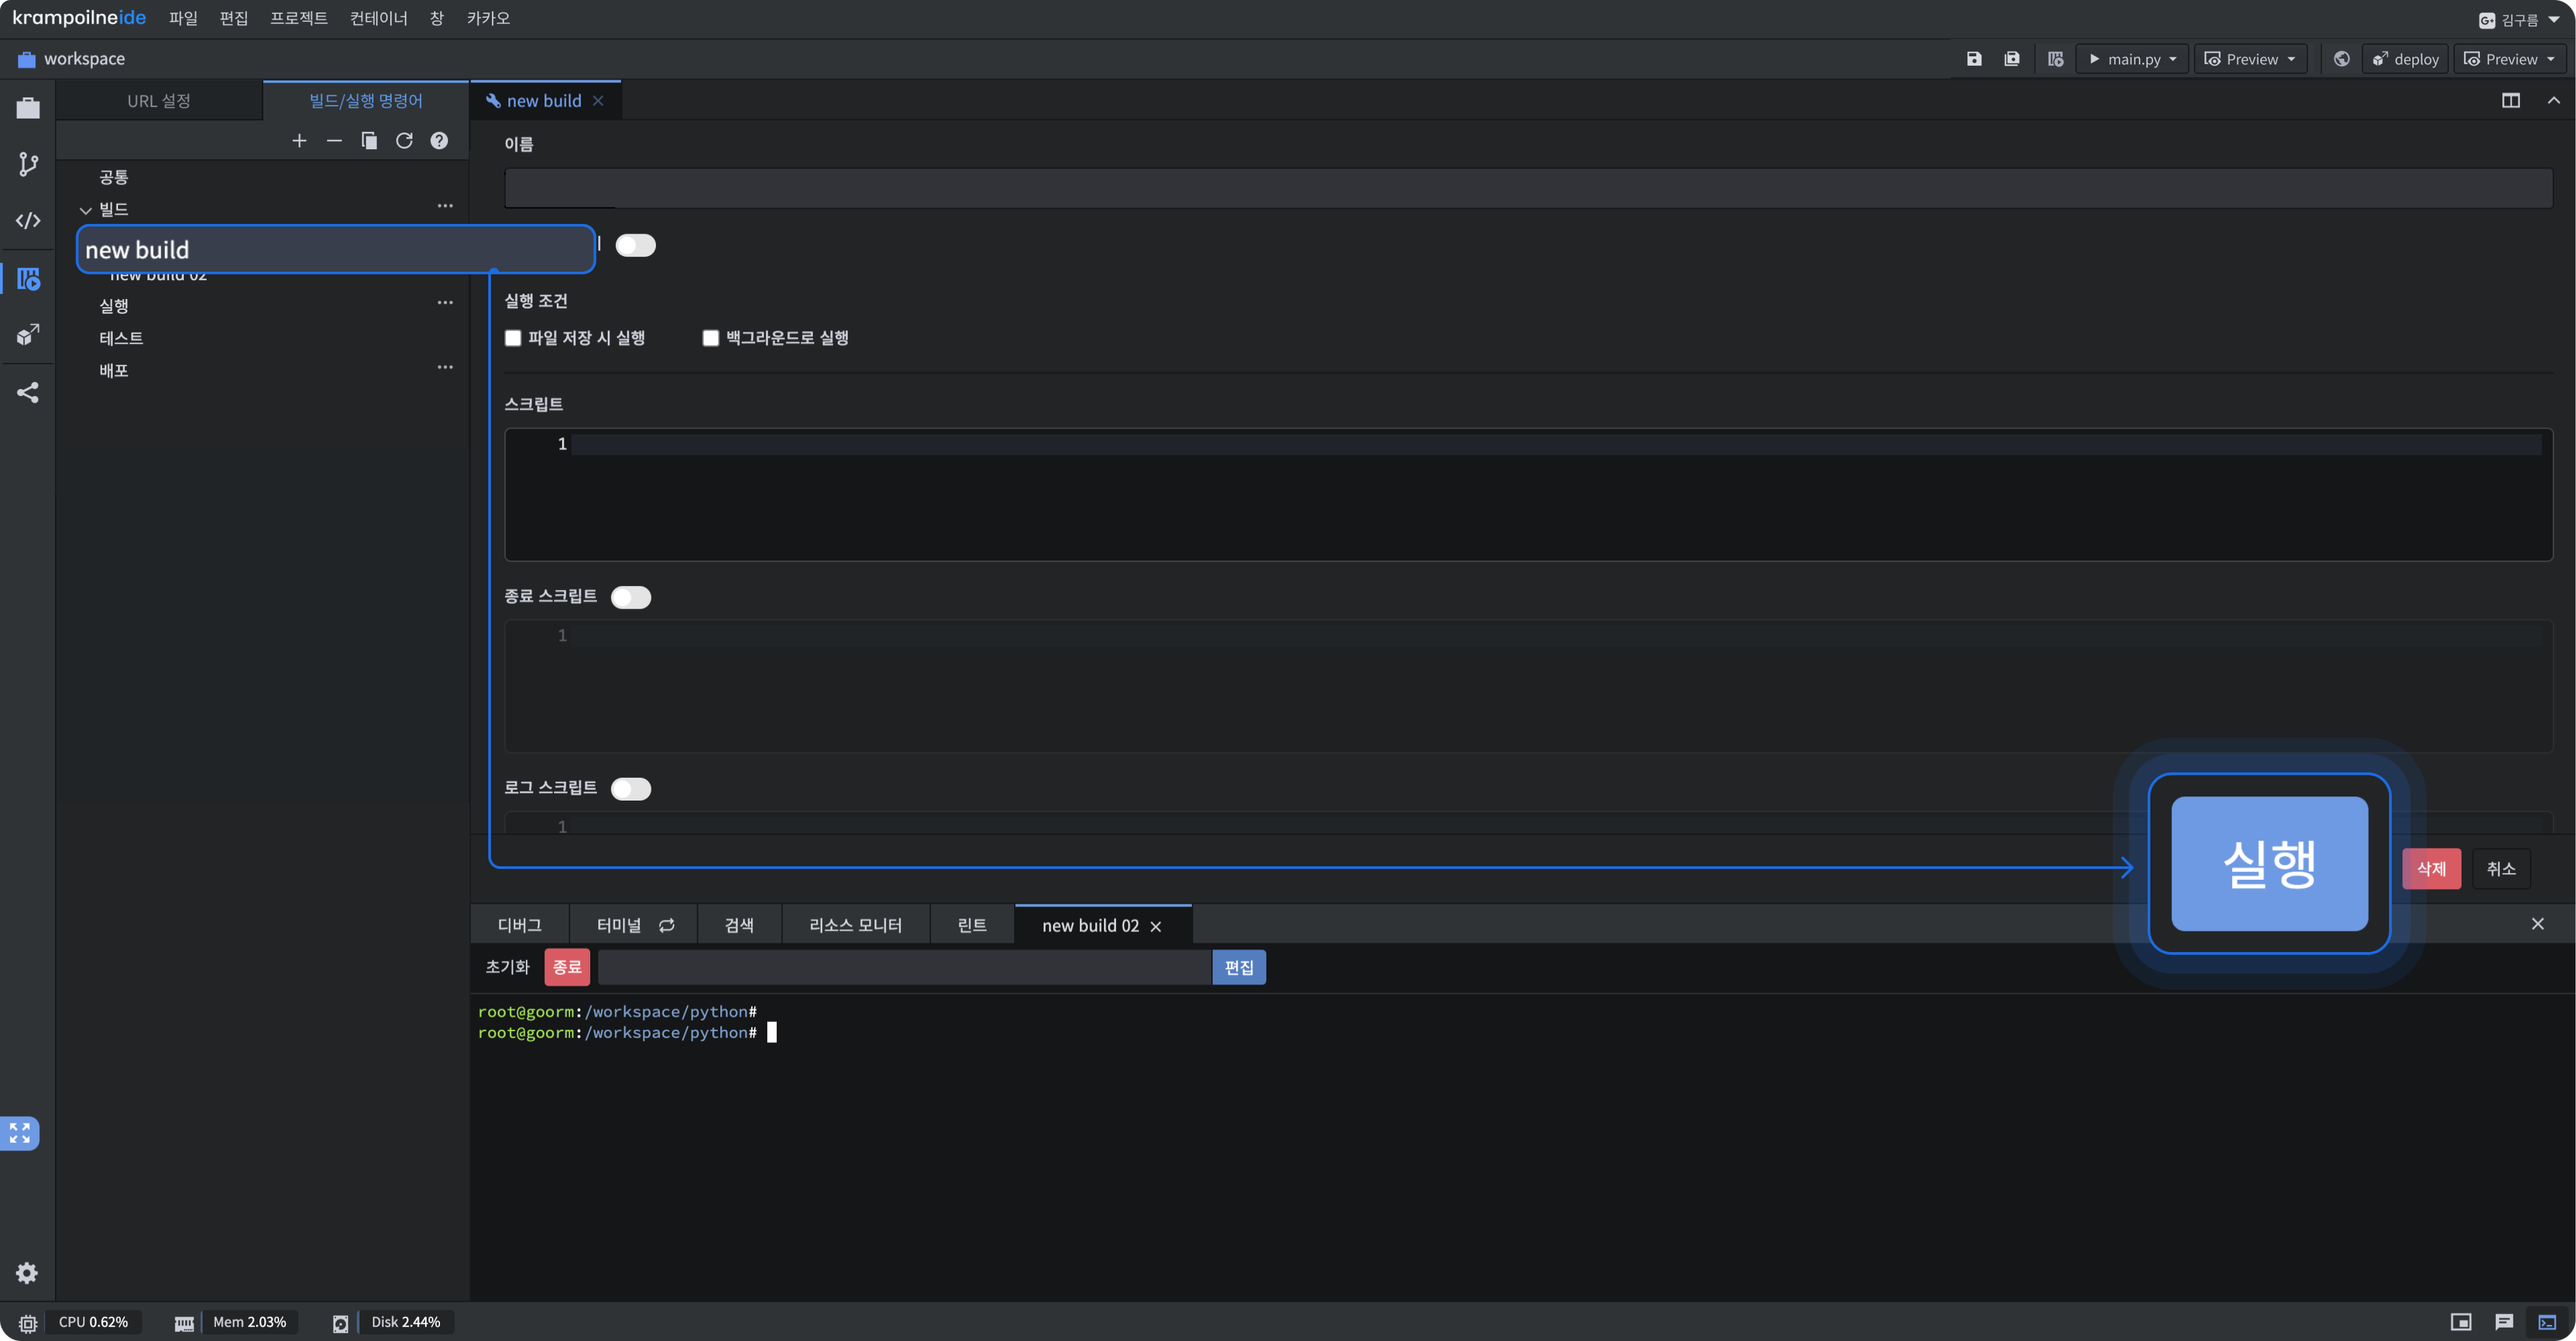 krampoilneide 파일 편집 프로젝트 컨테이너 창 카카오 G+ 김구름
workspace main.py Preview deploy Preview
URL 설정 빌드/실행 명령어 new build
이름
공통
빌드
new build
new build 02
실행
테스트
배포
실행 조건
파일 저장 시 실행 백그라운드로 실행
스크립트
1
종료 스크립트
1
로그 스크립트
1
실행 삭제 취소
디버그 터미널 검색 리소스 모니터 린트 new build 02
초기화 종료 편집
root@goorm:/workspace/python#
root@goorm:/workspace/python#
CPU 0.62% Mem 2.03% Disk 2.44%